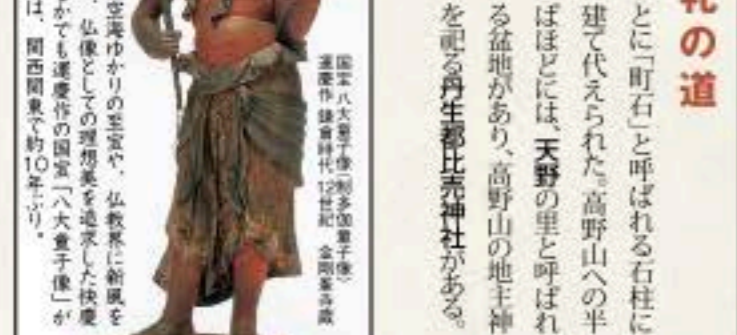 礼の道
とに「町石」と呼ばれる石柱に
建て代えられた。高野山への半
ばほどには、天野の里と呼ばれ
る盆地があり、高野山の地主神
を祀る丹生都比売神社がある。
国宝 八大童子像〈制多伽童子像〉
運慶作 鎌倉時代 12世紀 金剛峯寺蔵
空海ゆかりの至宝や、仏教界に新風を
、仏像としての理想美を追求した快慶
かでも運慶作の国宝「八大童子像」が
は、関西関東で約10年ぶり。